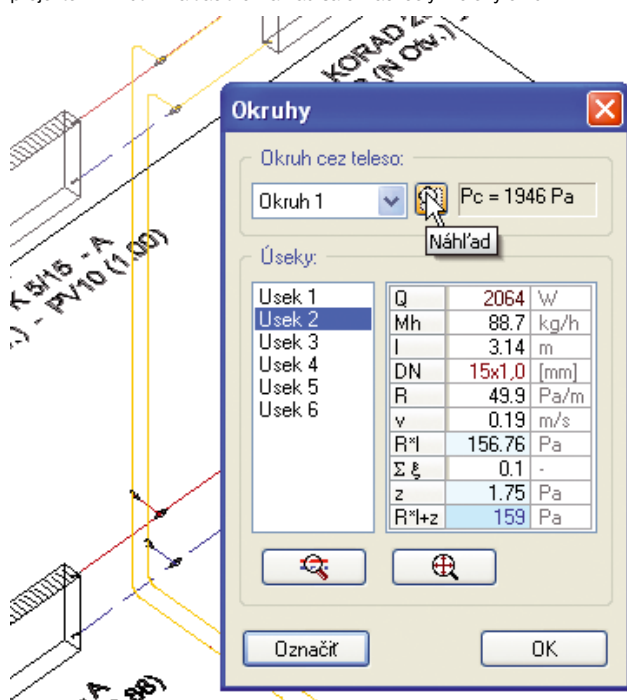 KORAD
(N Otv.)
Okruhy
Okruh cez teleso:
Okruh 1
Pc = 1946 Pa
Náhľad
K 5/15 - A
- PV10 (1,00)
Úseky:
Usek 1
Usek 2
Usek 3
Usek 4
Usek 5
Usek 6
Q 2064 W
Mh 88.7 kg/h
l 3.14 m
DN 15x1,0 [mm]
R 49.9 Pa/m
v 0.19 m/s
R*l 156.76 Pa
Σ ξ 0.1 -
z 1.75 Pa
R*l+z 159 Pa
Označiť
OK
- A